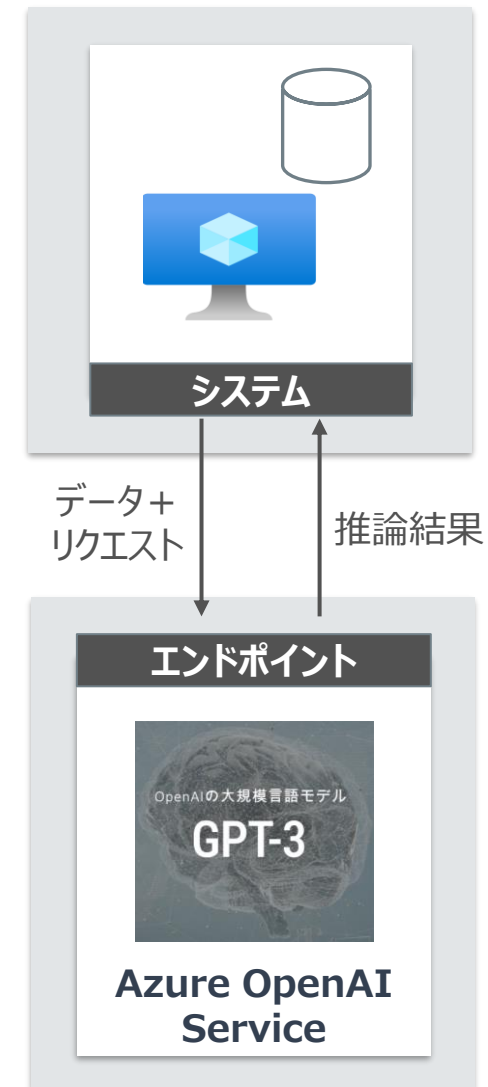 システム
データ＋
リクエスト
推論結果
エンドポイント
OpenAIの大規模言語モデル
GPT-3
Azure OpenAI
Service